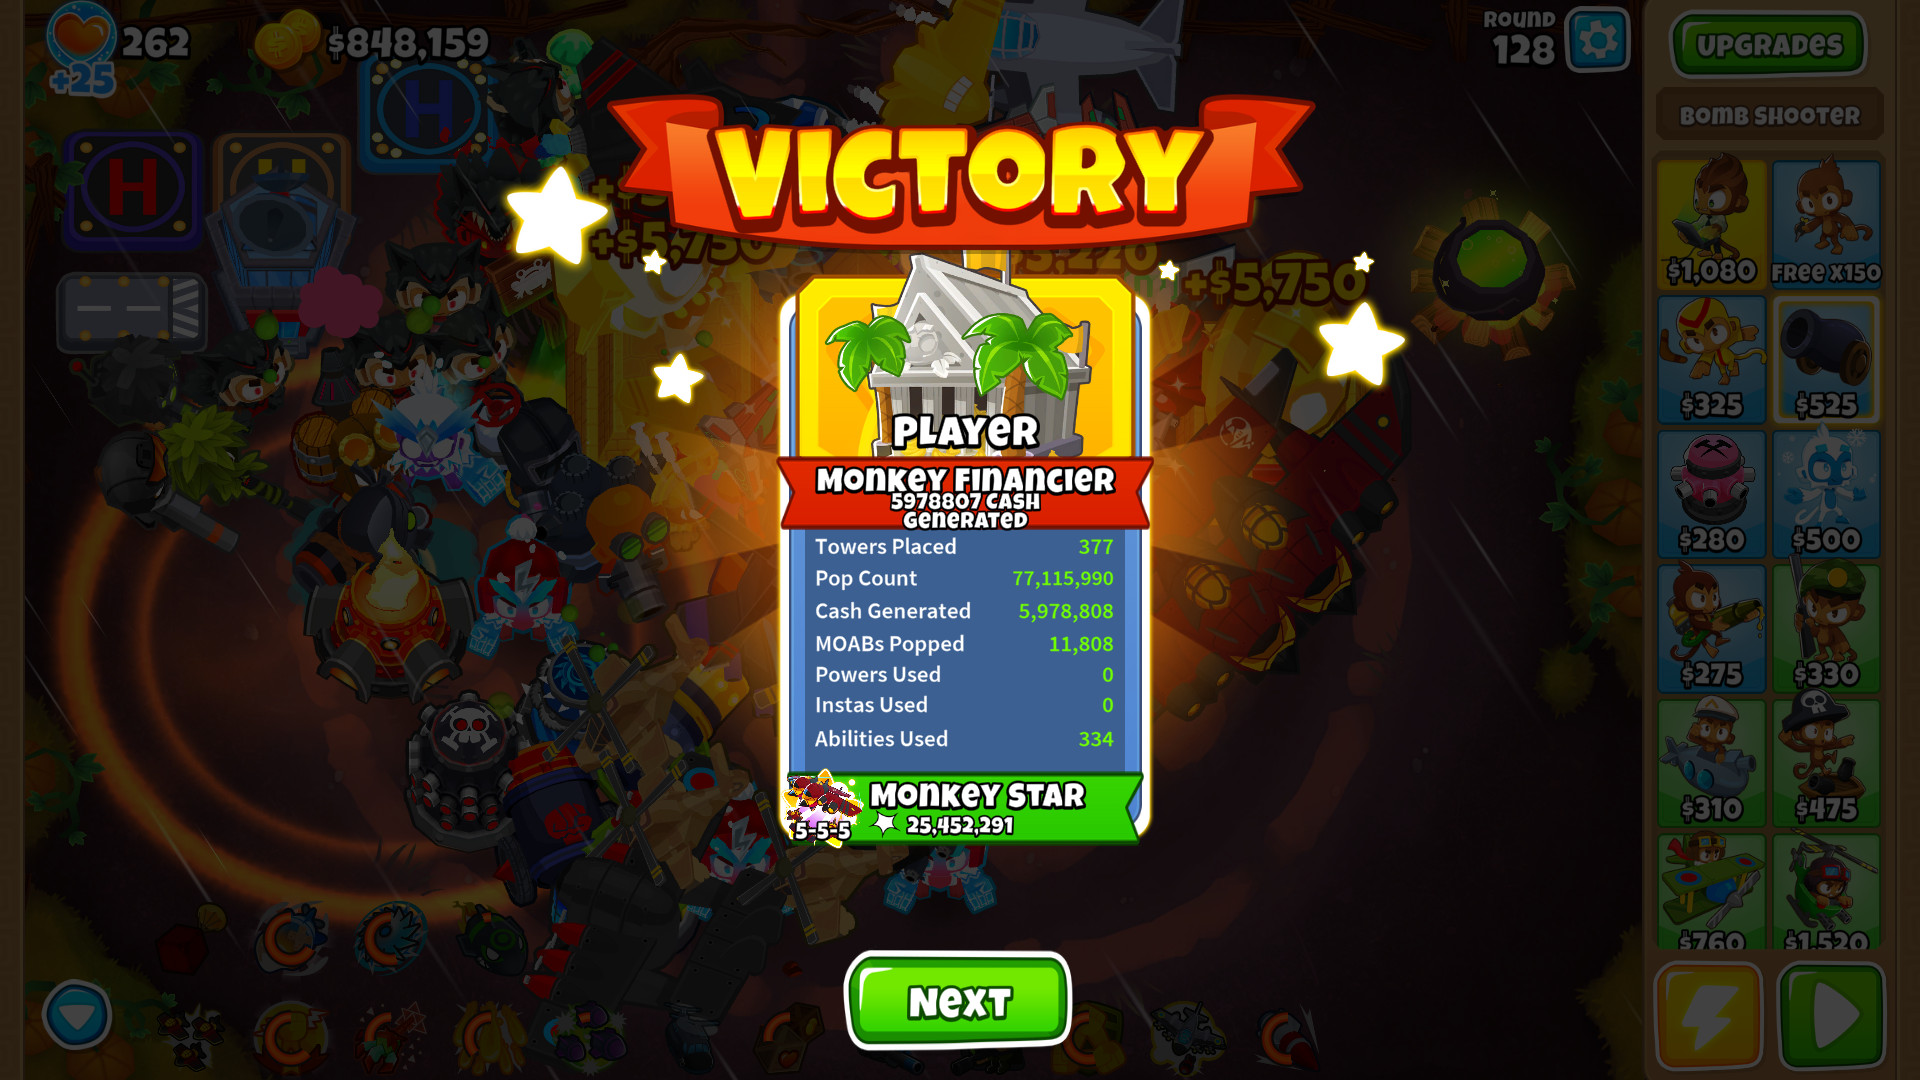 262
+25
$848,159
ROUND
128
UPGRADES
BOMB SHOOTER
VICTORY
+$5,750
+$5,750
H
H
H
PLAYER
MONKEY FINANCIER
5978807 CASH
GENERATED
Towers Placed 377
Pop Count 77,115,990
Cash Generated 5,978,808
MOABs Popped 11,808
Powers Used 0
Instas Used 0
Abilities Used 334
MONKEY STAR
5-5-5
25,452,291
NEXT
$1,080
FREE X150
$325
$525
$280
$500
$275
$330
$310
$475
$760
$1,520